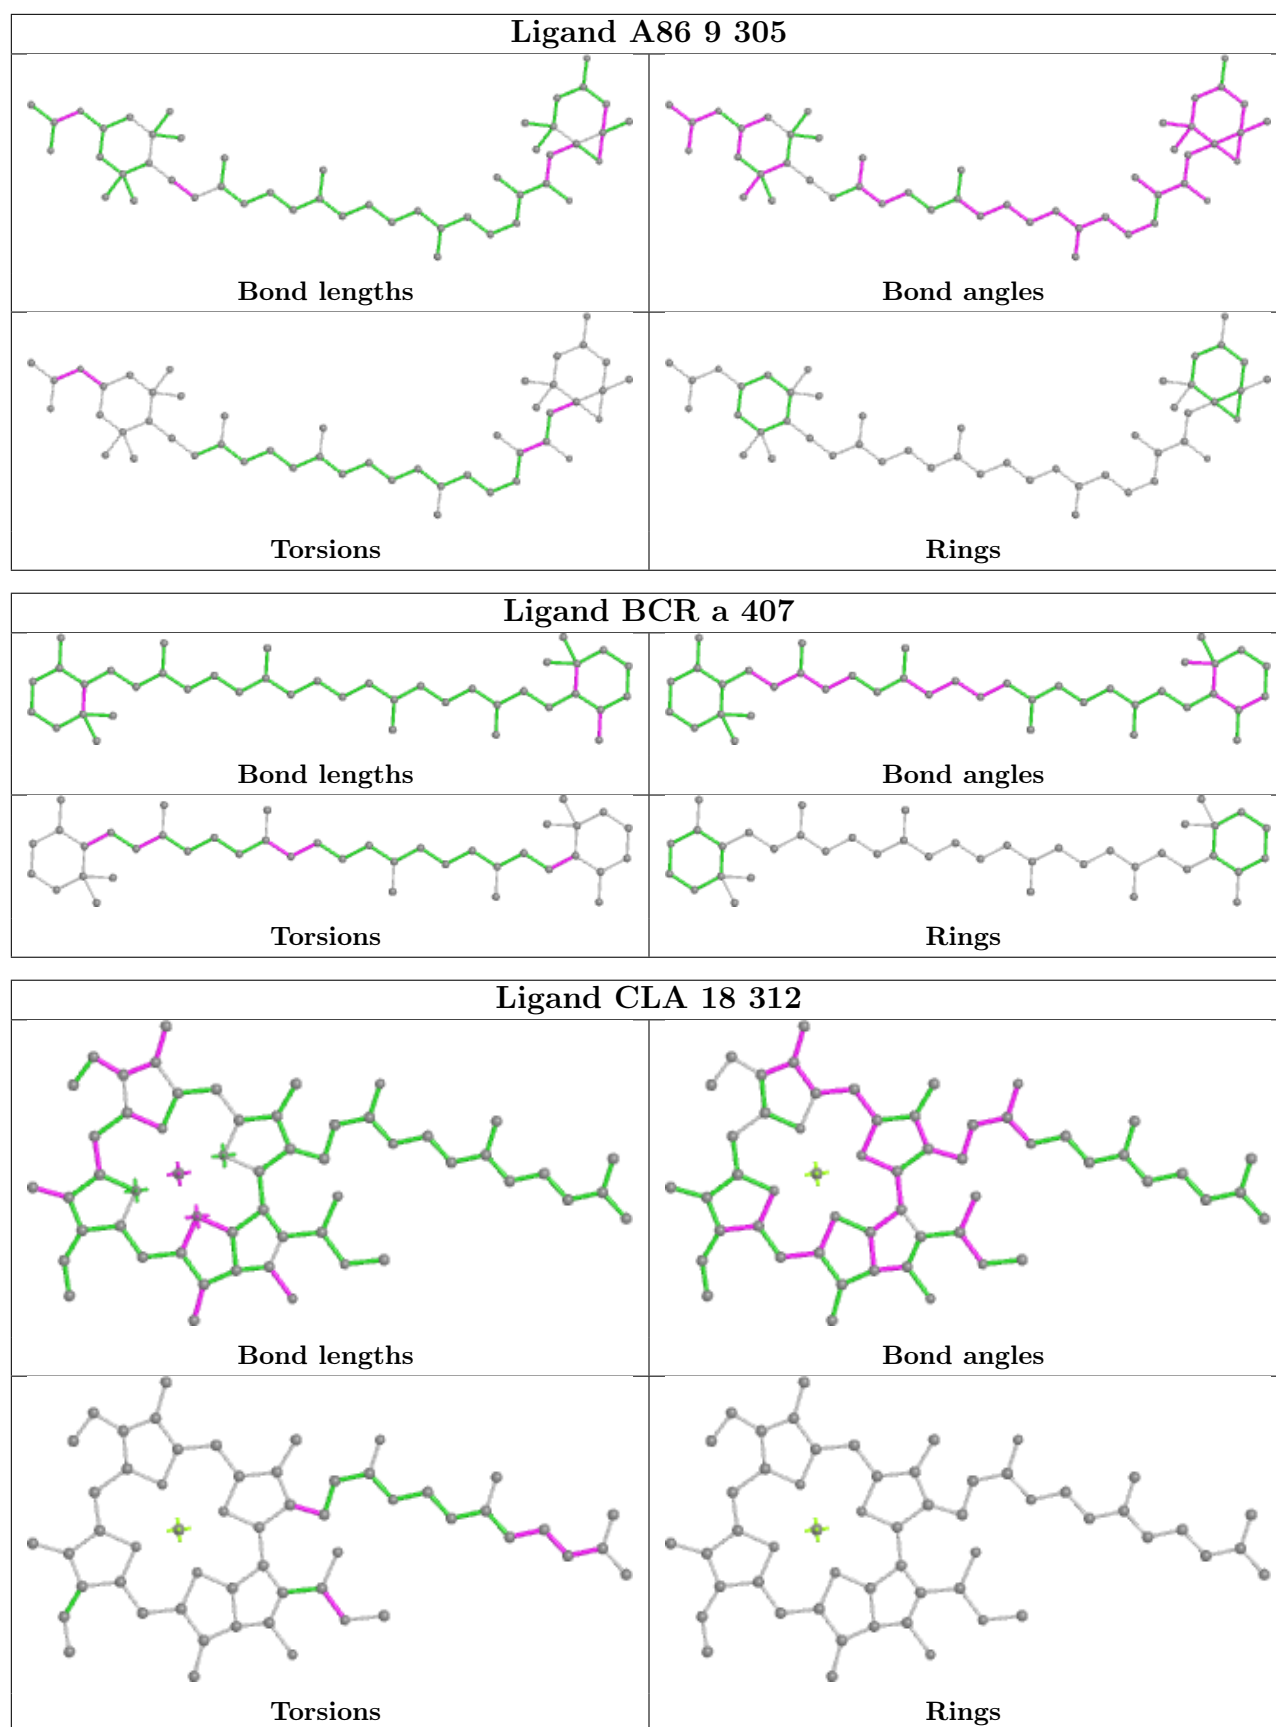 Ligand A86 9 305
Bond lengths
Bond angles
Torsions
Rings
Ligand BCR a 407
Bond lengths
Bond angles
Torsions
Rings
Ligand CLA 18 312
Bond lengths
Bond angles
Torsions
Rings